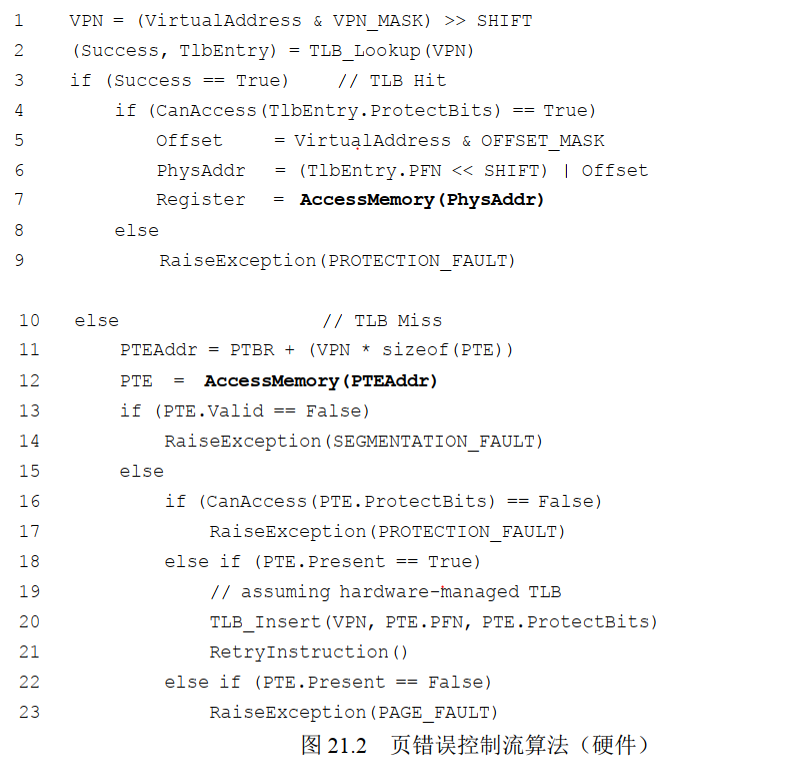 1 VPN = (VirtualAddress & VPN_MASK) >> SHIFT
2 (Success, TlbEntry) = TLB_Lookup(VPN)
3 if (Success == True) // TLB Hit
4 if (CanAccess(TlbEntry.ProtectBits) == True)
5 Offset = VirtualAddress & OFFSET_MASK
6 PhysAddr = (TlbEntry.PFN << SHIFT) | Offset
7 Register = AccessMemory(PhysAddr)
8 else
9 RaiseException(PROTECTION_FAULT)
10 else // TLB Miss
11 PTEAddr = PTBR + (VPN * sizeof(PTE))
12 PTE = AccessMemory(PTEAddr)
13 if (PTE.Valid == False)
14 RaiseException(SEGMENTATION_FAULT)
15 else
16 if (CanAccess(PTE.ProtectBits) == False)
17 RaiseException(PROTECTION_FAULT)
18 else if (PTE.Present == True)
19 // assuming hardware-managed TLB
20 TLB_Insert(VPN, PTE.PFN, PTE.ProtectBits)
21 RetryInstruction()
22 else if (PTE.Present == False)
23 RaiseException(PAGE_FAULT)
图 21.2 页错误控制流算法（硬件）